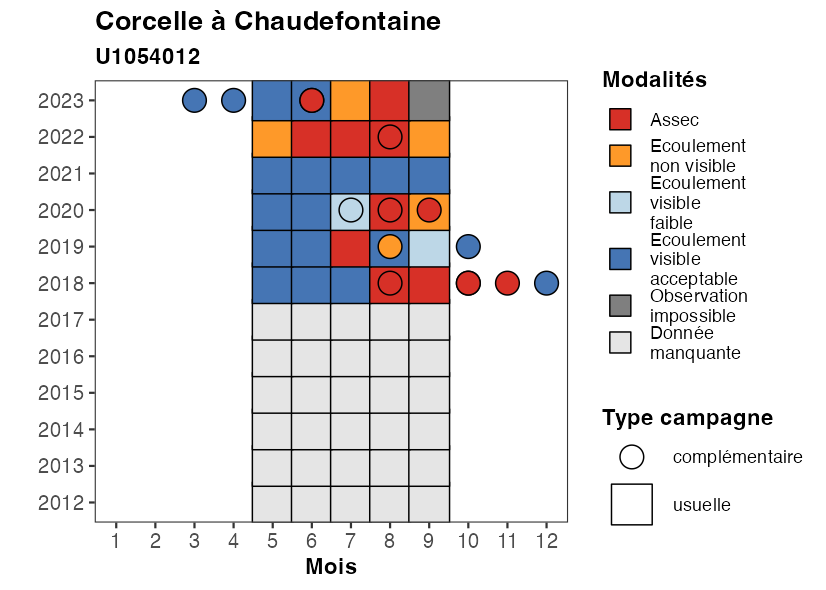 Corcelle à Chaudefontaine
U1054012
2023
2022
2021
2020
2019
2018
2017
2016
2015
2014
2013
2012
1 2 3 4 5 6 7 8 9 10 11 12
Mois
Modalités
Assec
Ecoulement
non visible
Ecoulement
visible
faible
Ecoulement
visible
acceptable
Observation
impossible
Donnée
manquante
Type campagne
complémentaire
usuelle